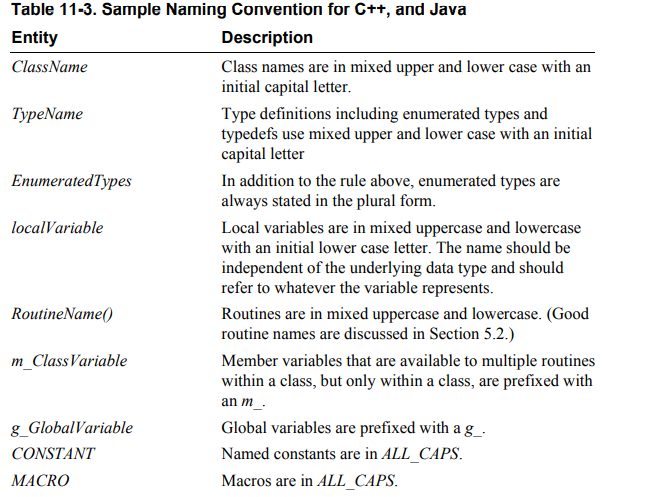 Table 11-3. Sample Naming Convention for C++, and Java
Entity Description
ClassName Class names are in mixed upper and lower case with an
initial capital letter.
TypeName Type definitions including enumerated types and
typedefs use mixed upper and lower case with an initial
capital letter
EnumeratedTypes In addition to the rule above, enumerated types are
always stated in the plural form.
localVariable Local variables are in mixed uppercase and lowercase
with an initial lower case letter. The name should be
independent of the underlying data type and should
refer to whatever the variable represents.
RoutineName() Routines are in mixed uppercase and lowercase. (Good
routine names are discussed in Section 5.2.)
m_ClassVariable Member variables that are available to multiple routines
within a class, but only within a class, are prefixed with
an m_.
g_GlobalVariable Global variables are prefixed with a g_.
CONSTANT Named constants are in ALL_CAPS.
MACRO Macros are in ALL_CAPS.